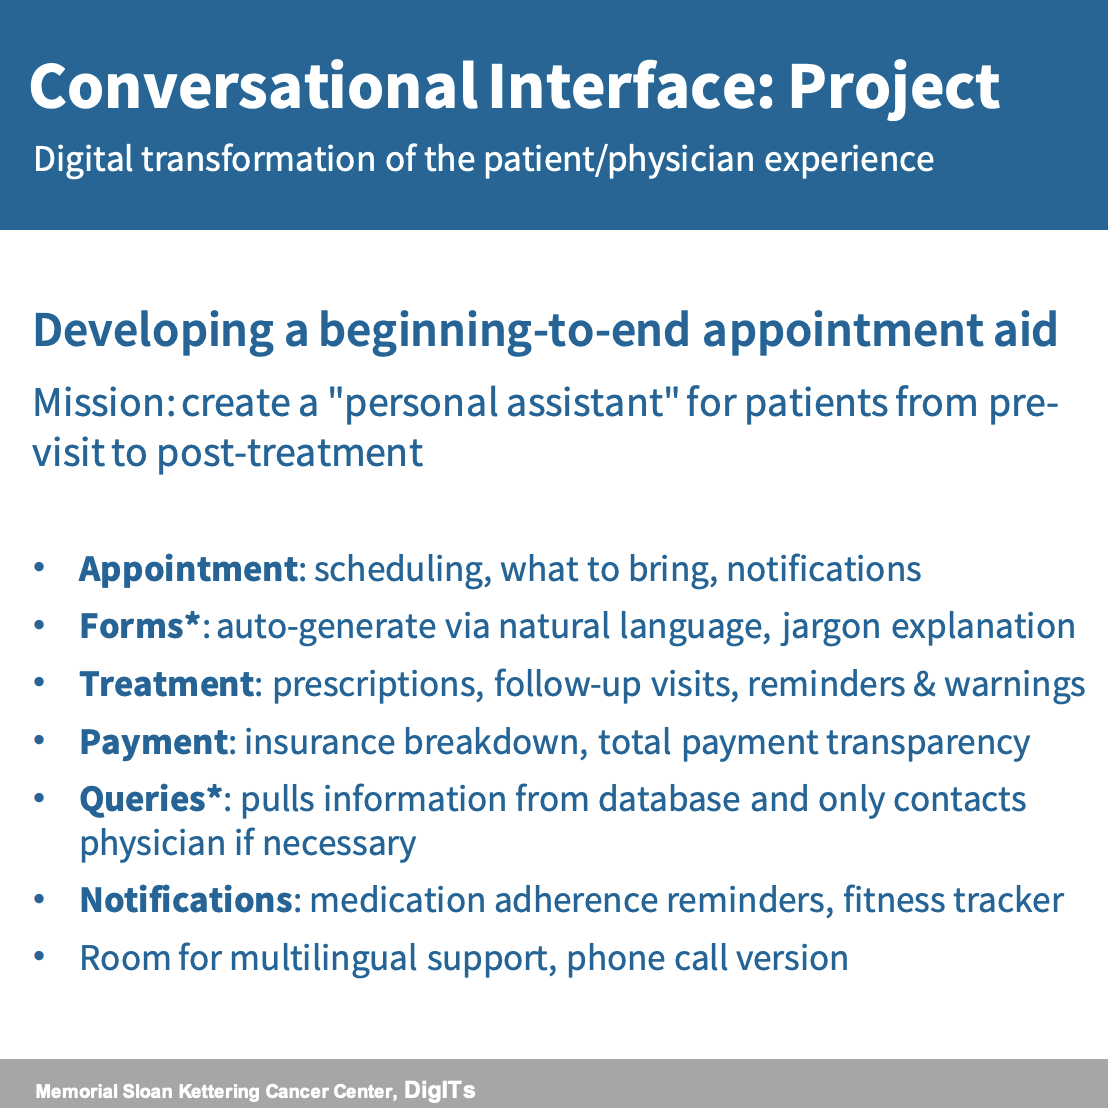 Conversational Interface: Project
Digital transformation of the patient/physician experience
Developing a beginning-to-end appointment aid
Mission: create a "personal assistant" for patients from pre-
visit to post-treatment
• Appointment: scheduling, what to bring, notifications
• Forms*: auto-generate via natural language, jargon explanation
• Treatment: prescriptions, follow-up visits, reminders & warnings
• Payment: insurance breakdown, total payment transparency
• Queries*: pulls information from database and only contacts
physician if necessary
• Notifications: medication adherence reminders, fitness tracker
• Room for multilingual support, phone call version
Memorial Sloan Kettering Cancer Center, DigITs